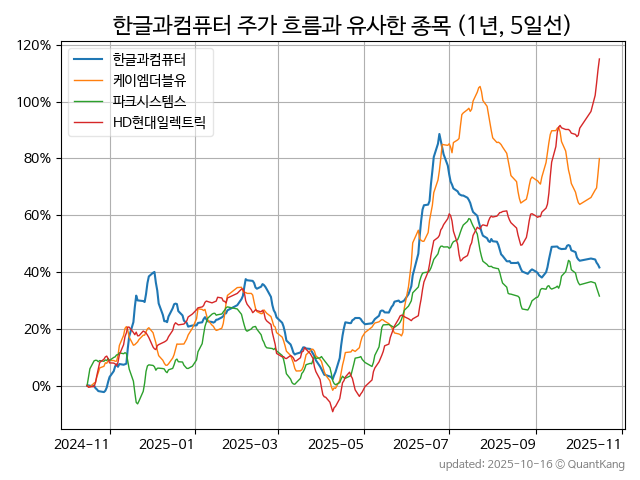 한글과컴퓨터 주가 흐름과 유사한 종목 (1년, 5일선)
120%
100%
80%
60%
40%
20%
0%
한글과컴퓨터
케이엠더블유
파크시스템스
HD현대일렉트릭
2024-11 2025-01 2025-03 2025-05 2025-07 2025-09 2025-11
updated: 2025-10-16 © QuantKang